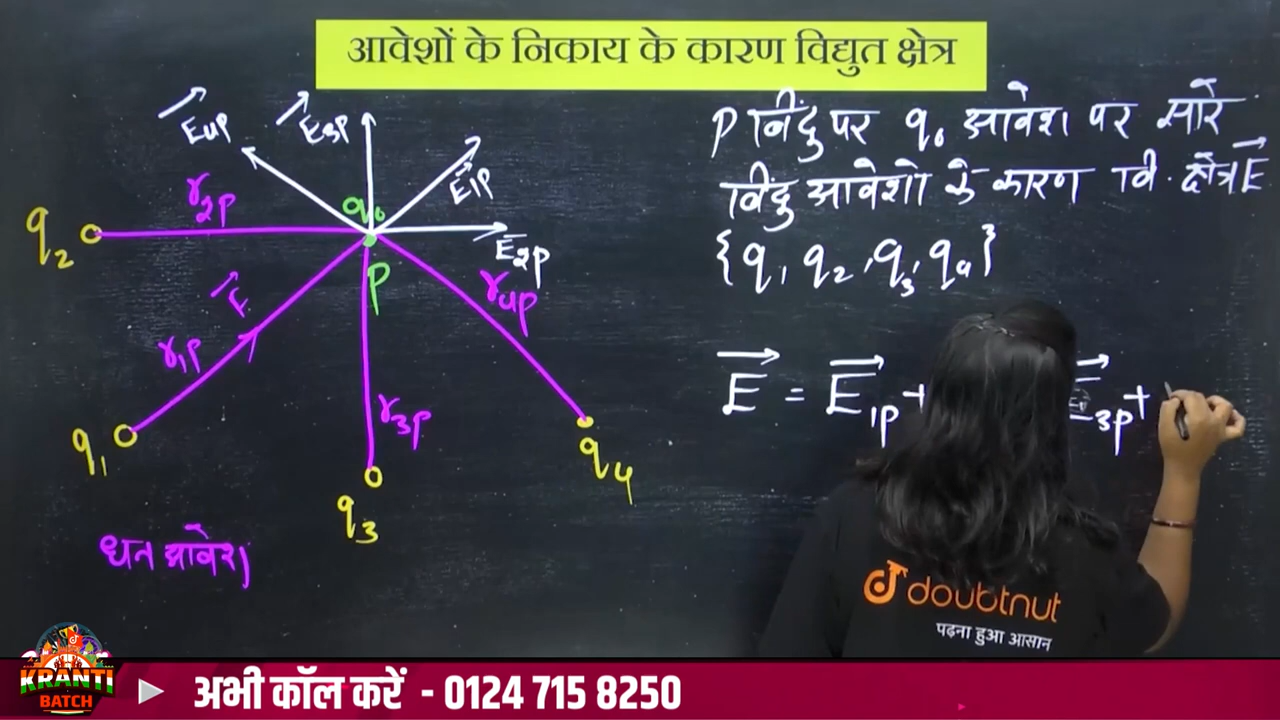 आवेशों के निकाय के कारण विद्युत क्षेत्र
E4P
E3P
E1P
E2P
q0
P
r2P
q2
E
r1P
r4P
r3P
q1
q4
q3
धन आवेश
P बिंदु पर q0 आवेश पर सारे
बिंदु आवेशो के कारण वि. क्षेत्र E
{q1 q2, q3, q4}
E = E1P + E3P +
doubtnut
पढ़ना हुआ आसान
KRANTI
BATCH
अभी कॉल करें - 0124 715 8250